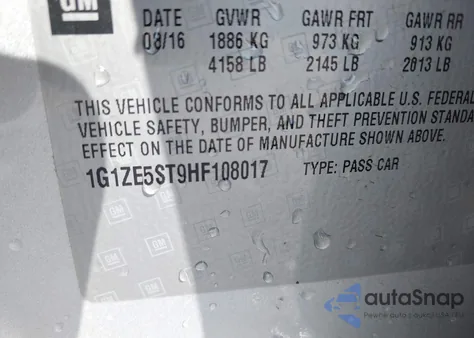 GM
DATE GVWR GAWR FRT GAWR RR
08/16 1886 KG 973 KG 913 KG
4158 LB 2145 LB 2013 LB
THIS VEHICLE CONFORMS TO ALL APPLICABLE U.S. FEDERAL
VEHICLE SAFETY, BUMPER, AND THEFT PREVENTION STANDA
EFFECT ON THE DATE OF MANUFACTURE SHOWN ABOVE.
1G1ZE5ST9HF108017 TYPE: PASS CAR
autoSnap